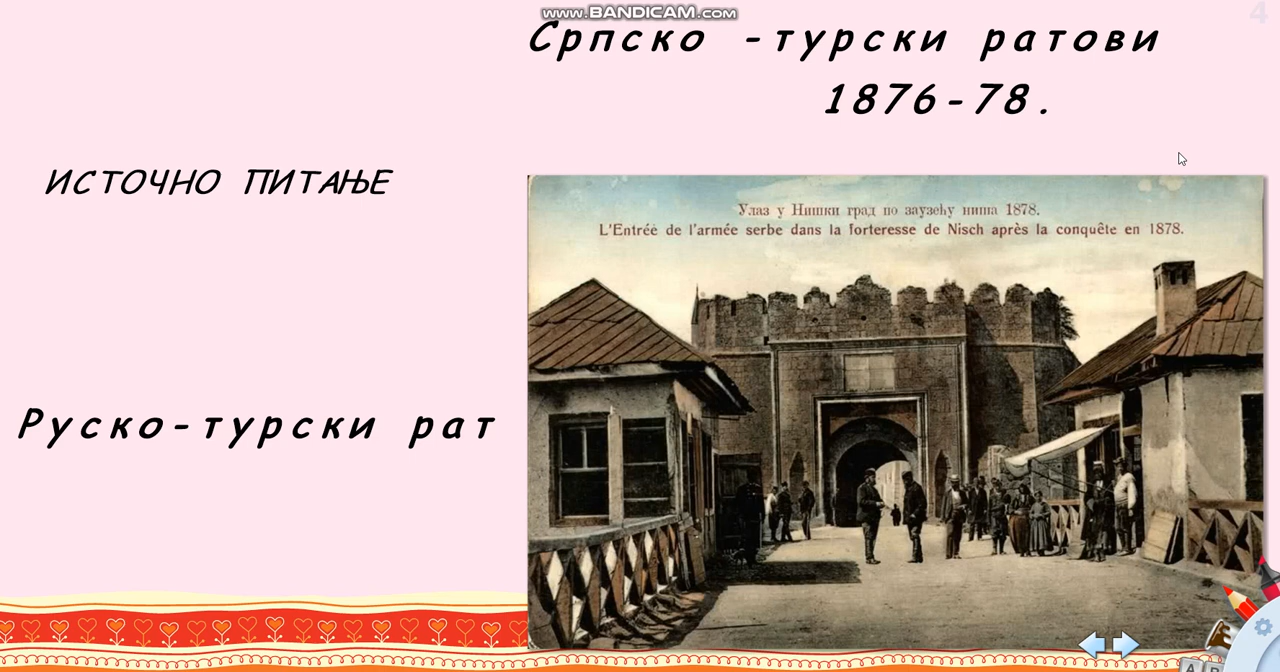 www.BANDICAM.com
4
Српско -турски ратови
1876-78.
ИСТОЧНО ПИТАЊЕ
Улаз у Нишки град по заузећу ниша 1878.
L'Entrée de l'armée serbe dans la forteresse de Nisch après la conquête en 1878.
Руско-турски рат